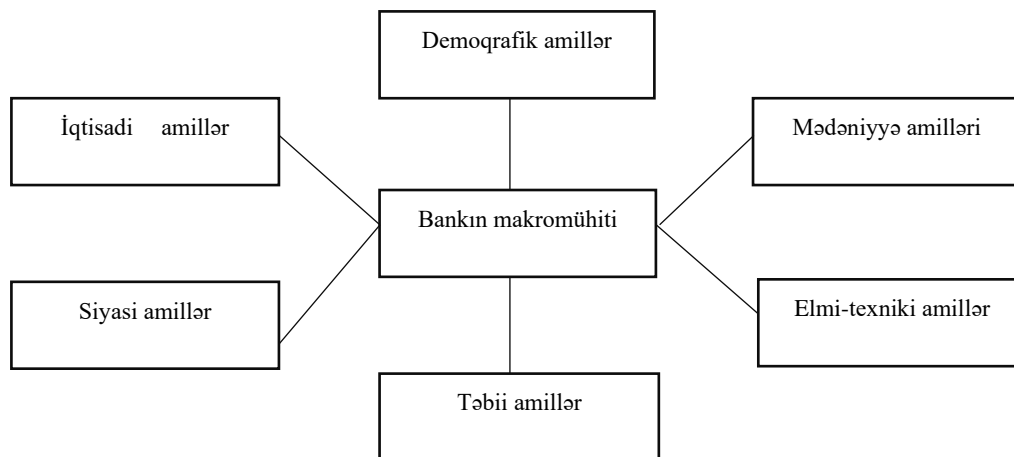 Demoqrafik amillər
İqtisadi amillər
Mədəniyyə amilləri
Bankın makromühiti
Siyasi amillər
Elmi-texniki amillər
Təbii amillər